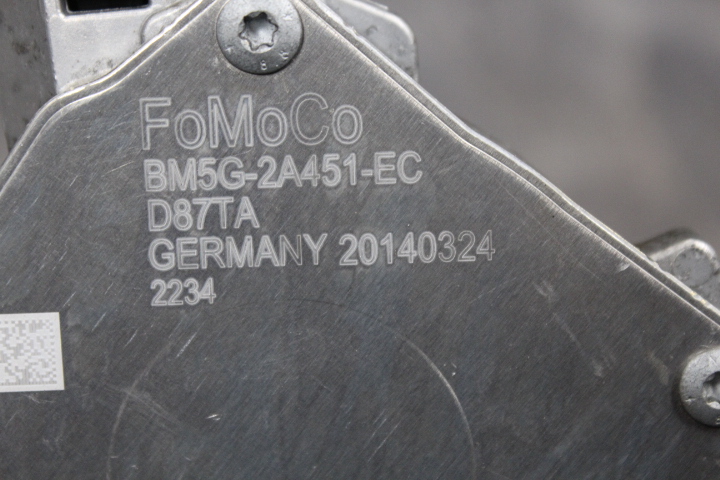 FoMoCo
BM5G-2A451-EC
D87TA
GERMANY 20140324
2234